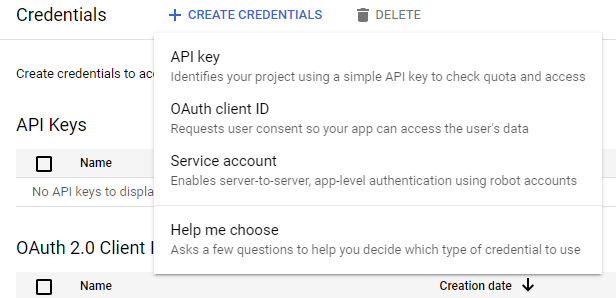 Credentials + CREATE CREDENTIALS DELETE
API key
Identifies your project using a simple API key to check quota and access
Create credentials to
OAuth client ID
Requests user consent so your app can access the user's data
API Keys
Service account
Name
Enables server-to-server, app-level authentication using robot accounts
No API keys to
Help me choose
Asks a few questions to help you decide which type of credential to use
OAuth 2.0 Client
Name Creation date